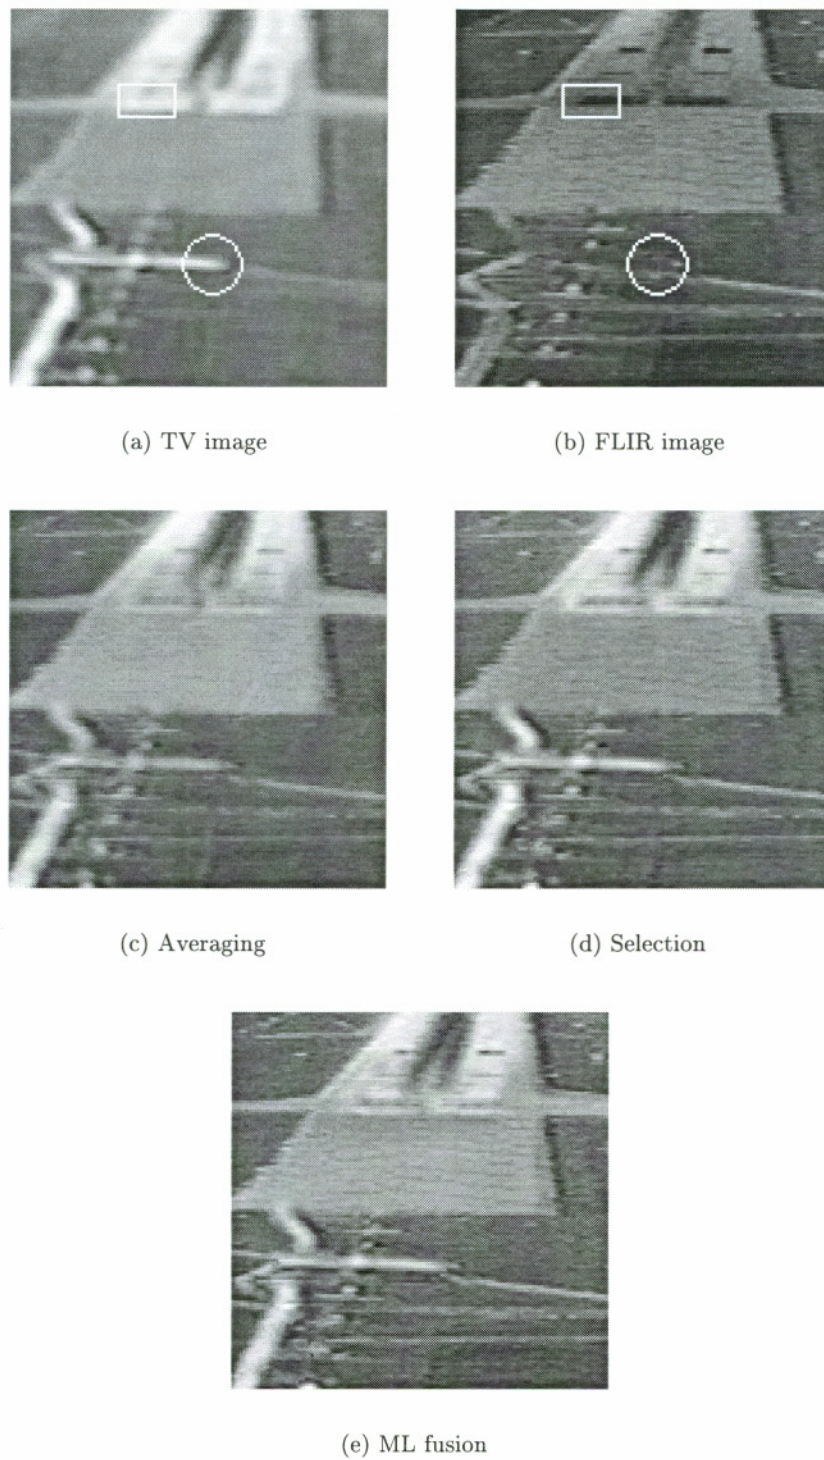 (a) TV image
(b) FLIR image
(c) Averaging
(d) Selection
(e) ML fusion